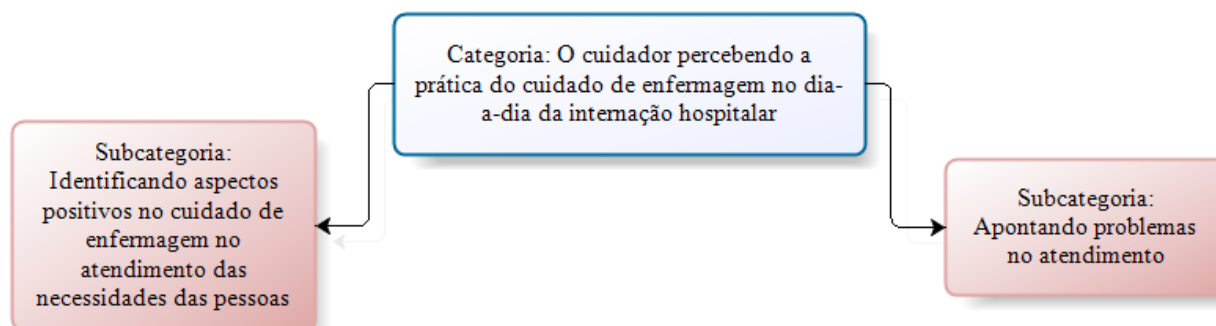 Categoria: O cuidador percebendo a
prática do cuidado de enfermagem no dia-
a-dia da internação hospitalar
Subcategoria:
Identificando aspectos
positivos no cuidado de
enfermagem no
atendimento das
necessidades das pessoas
Subcategoria:
Apontando problemas
no atendimento